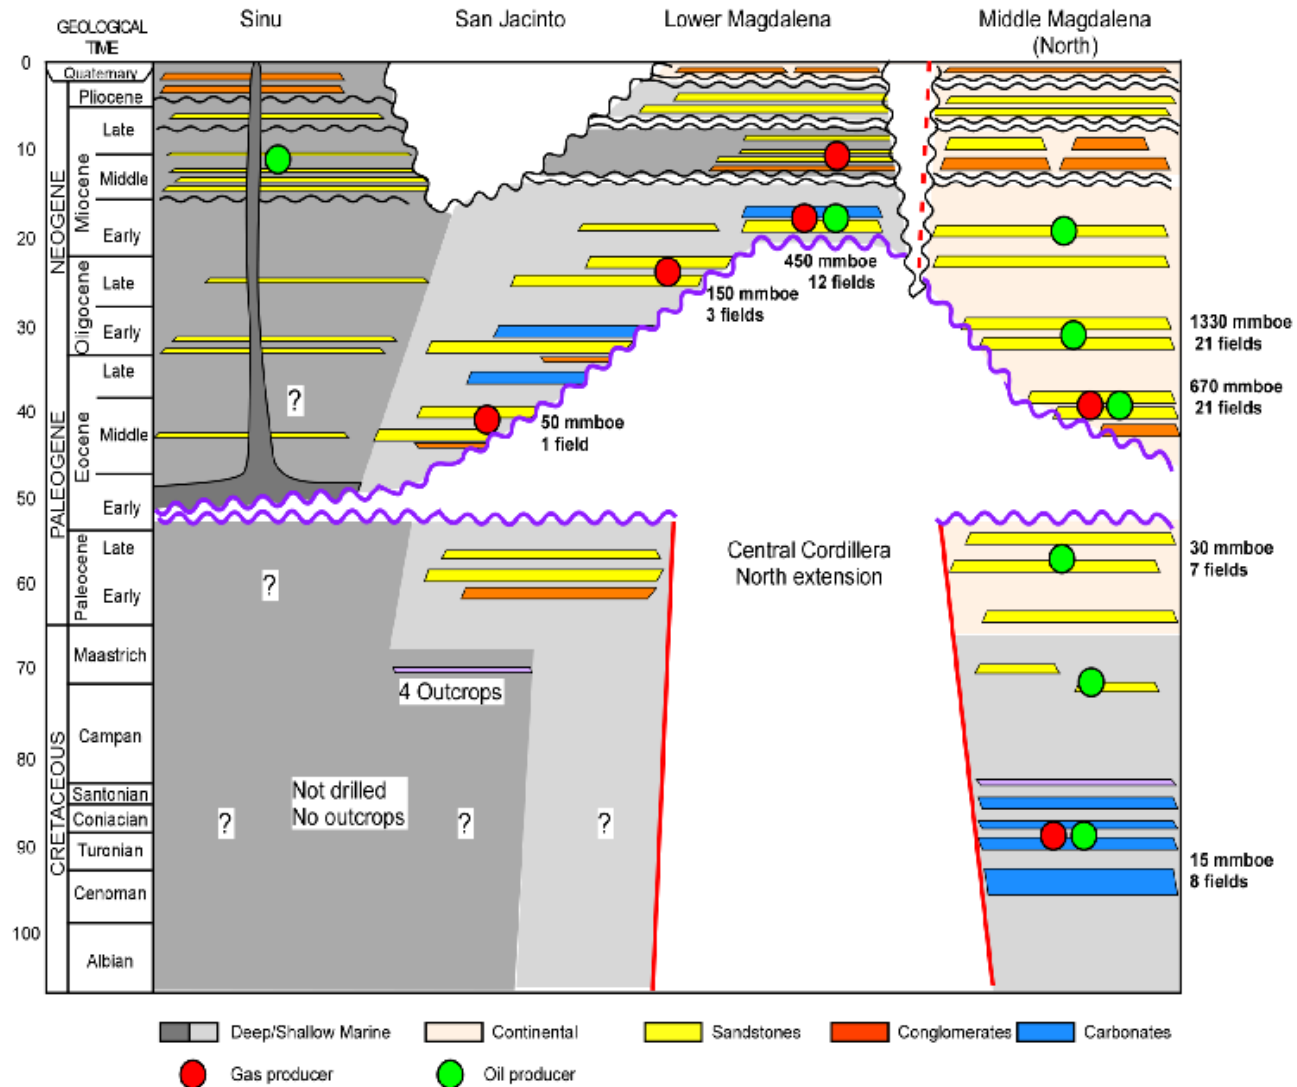 Sinu
San Jacinto
Lower Magdalena
Middle Magdalena
(North)
GEOLOGICAL
TIME
0
10
20
30
40
50
60
70
80
90
100
NEOGENE
PALEOGENE
CRETACEOUS
Miocene
Oligocene
Eocene
Paleocene
Quaternary
Pliocene
Late
Middle
Early
Late
Early
Late
Middle
Early
Late
Early
Maastrich
Campan
Santonian
Coniacian
Turonian
Cenoman
Albian
?
?
?
?
?
4 Outcrops
Not drilled
No outcrops
50 mmboe
1 field
150 mmboe
3 fields
450 mmboe
12 fields
Central Cordillera
North extension
1330 mmboe
21 fields
670 mmboe
21 fields
30 mmboe
7 fields
15 mmboe
8 fields
Deep/Shallow Marine
Continental
Sandstones
Conglomerates
Carbonates
Gas producer
Oil producer